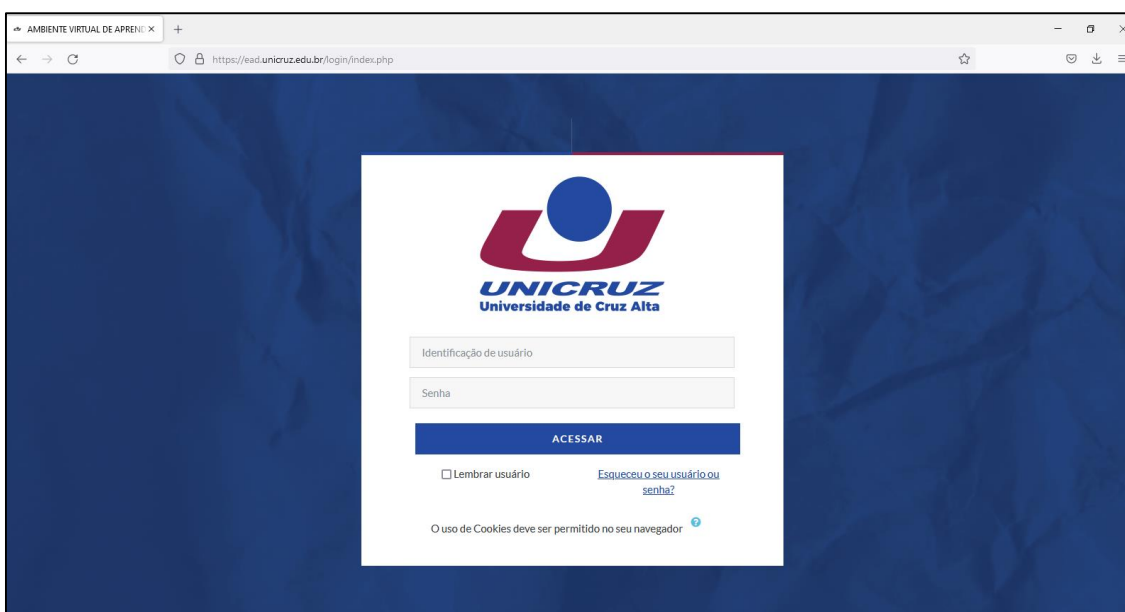 AMBIENTE VIRTUAL DE APREND
https://ead.unicruz.edu.br/login/index.php
UNICRUZ
Universidade de Cruz Alta
Identificação de usuário
Senha
ACESSAR
Lembrar usuário
Esqueceu o seu usuário ou
senha?
O uso de Cookies deve ser permitido no seu navegador